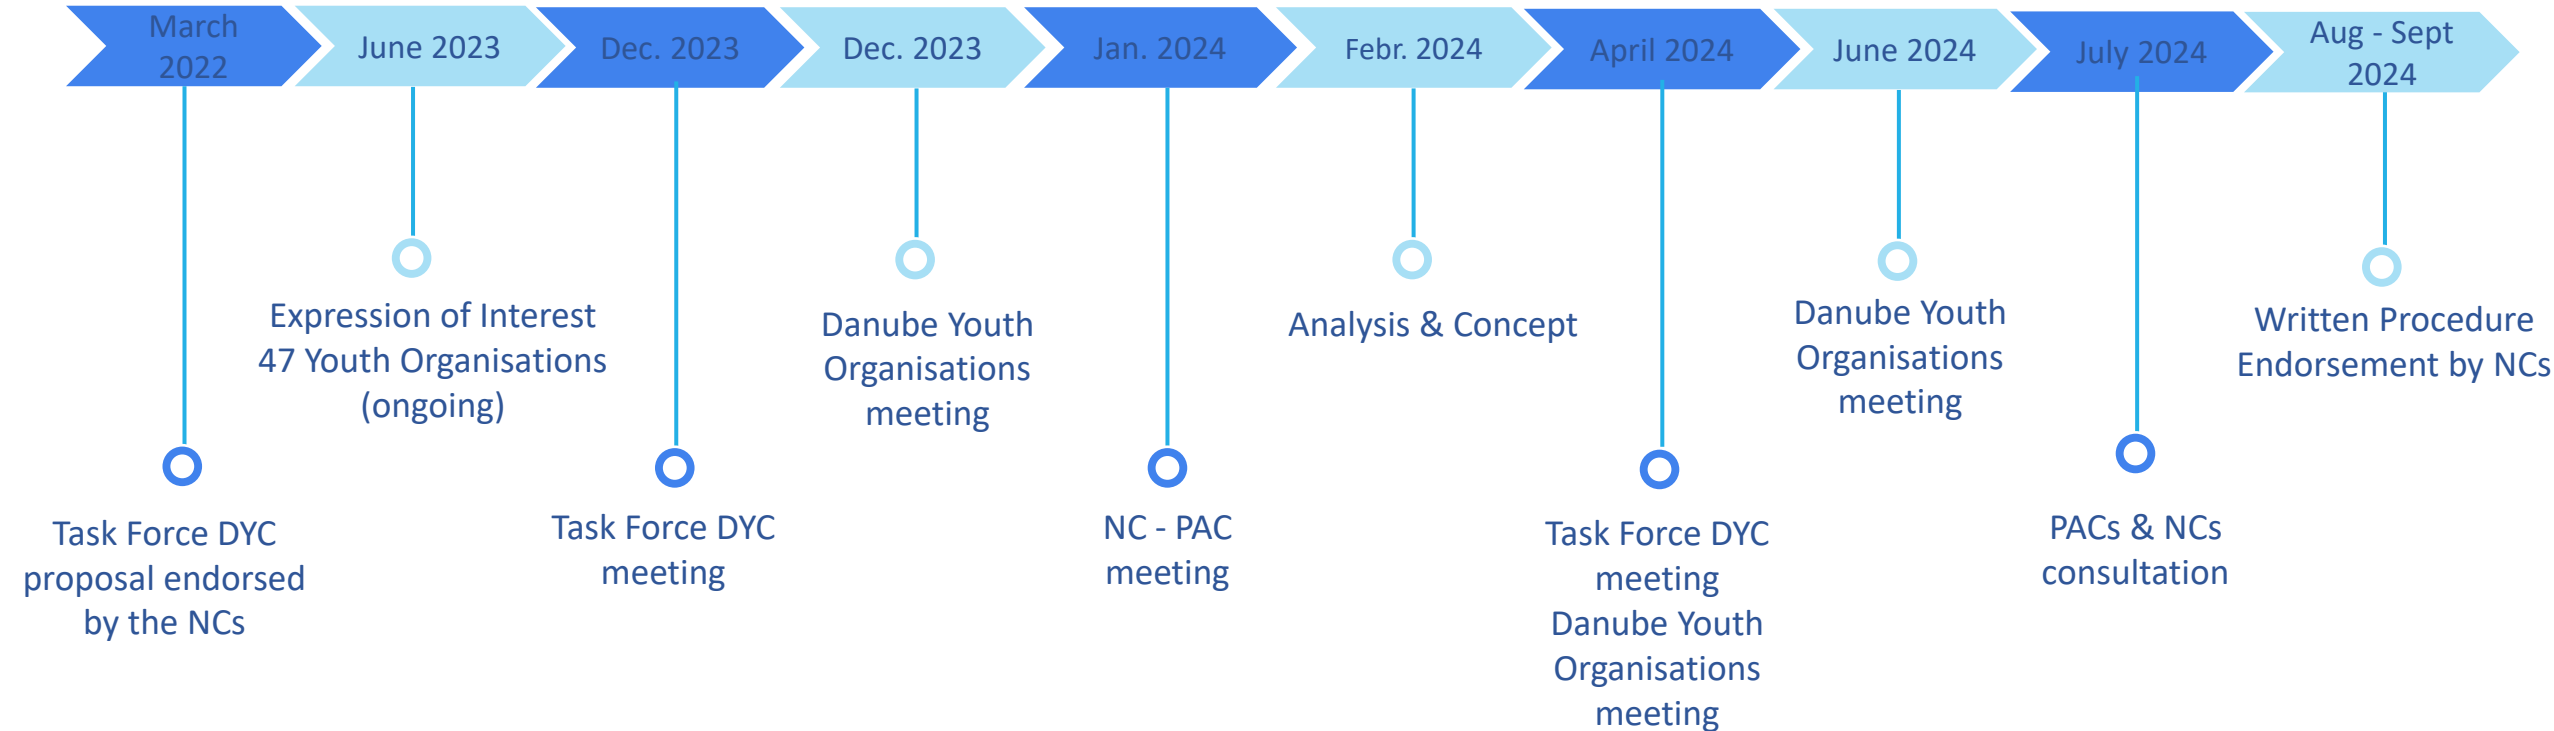 March
2022
June 2023
Dec. 2023
Dec. 2023
Jan. 2024
Febr. 2024
April 2024
June 2024
July 2024
Aug - Sept
2024
Expression of Interest
47 Youth Organisations
(ongoing)
Danube Youth
Organisations
meeting
Analysis & Concept
Danube Youth
Organisations
meeting
Written Procedure
Endorsement by NCs
Task Force DYC
proposal endorsed
by the NCs
Task Force DYC
meeting
NC - PAC
meeting
Task Force DYC
meeting
Danube Youth
Organisations
meeting
PACs & NCs
consultation